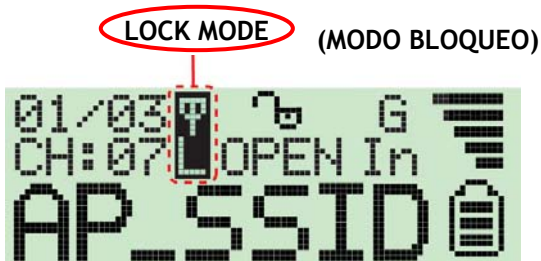 LOCK MODE (MODO BLOQUEO)
01/03 G
CH:07 OPEN In
AP_SSID